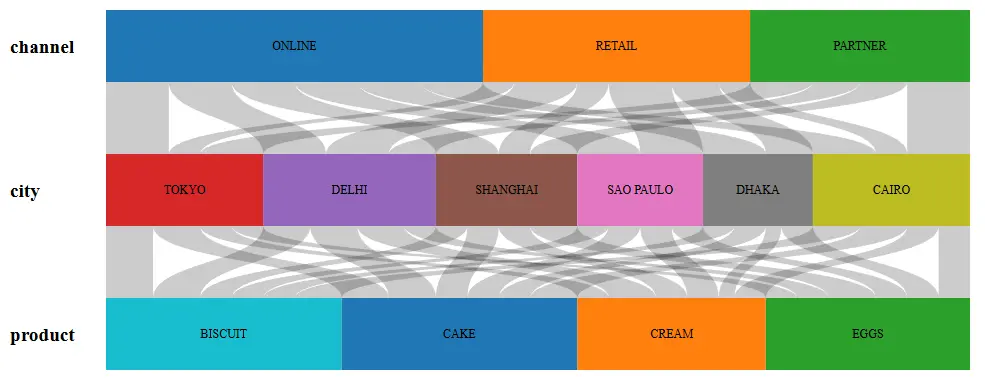 channel
ONLINE
RETAIL
PARTNER
city
TOKYO
DELHI
SHANGHAI
SAO PAULO
DHAKA
CAIRO
product
BISCUIT
CAKE
CREAM
EGGS